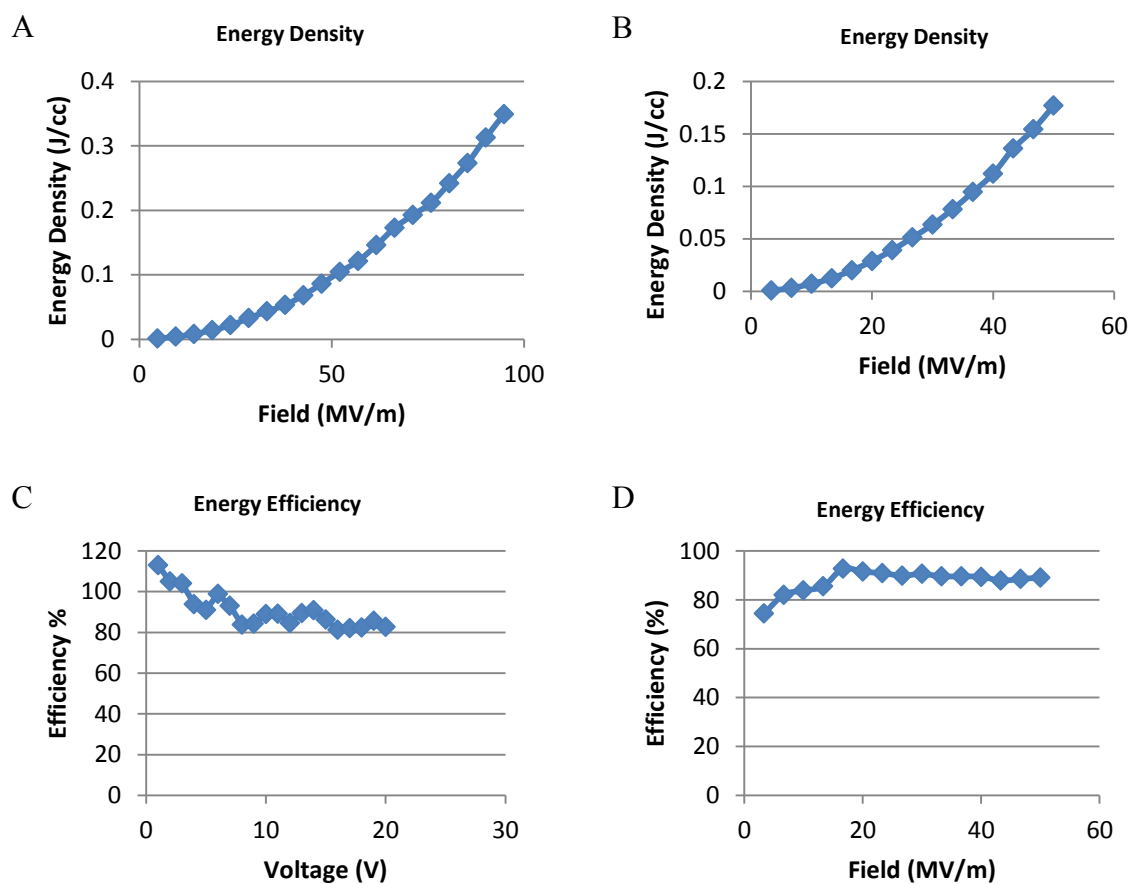 A
Energy Density
Energy Density (J/cc)
0.4
0.3
0.2
0.1
0
0 50 100
Field (MV/m)
B
Energy Density
Energy Density (J/cc)
0.2
0.15
0.1
0.05
0
0 20 40 60
Field (MV/m)
C
Energy Efficiency
Efficiency %
120
100
80
60
40
20
0
0 10 20 30
Voltage (V)
D
Energy Efficiency
Efficiency (%)
100
80
60
40
20
0
0 20 40 60
Field (MV/m)